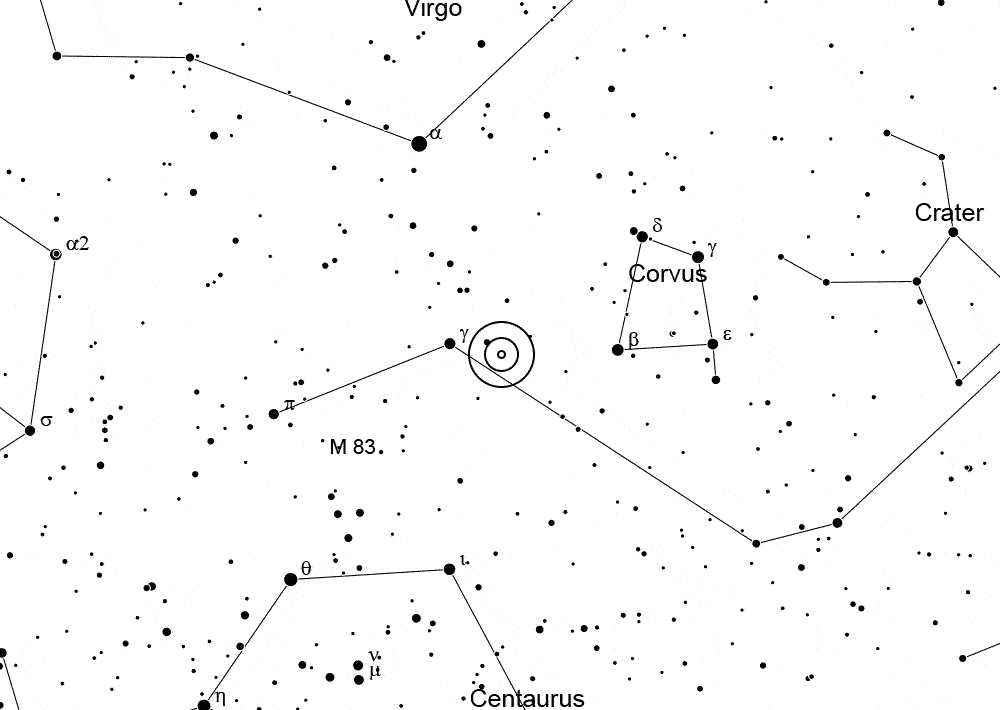 Virgo
α
Crater
δ
α2
γ
Corvus
γ
β
ε
π
σ
M 83
θ
ι
ν
μ
η
Centaurus